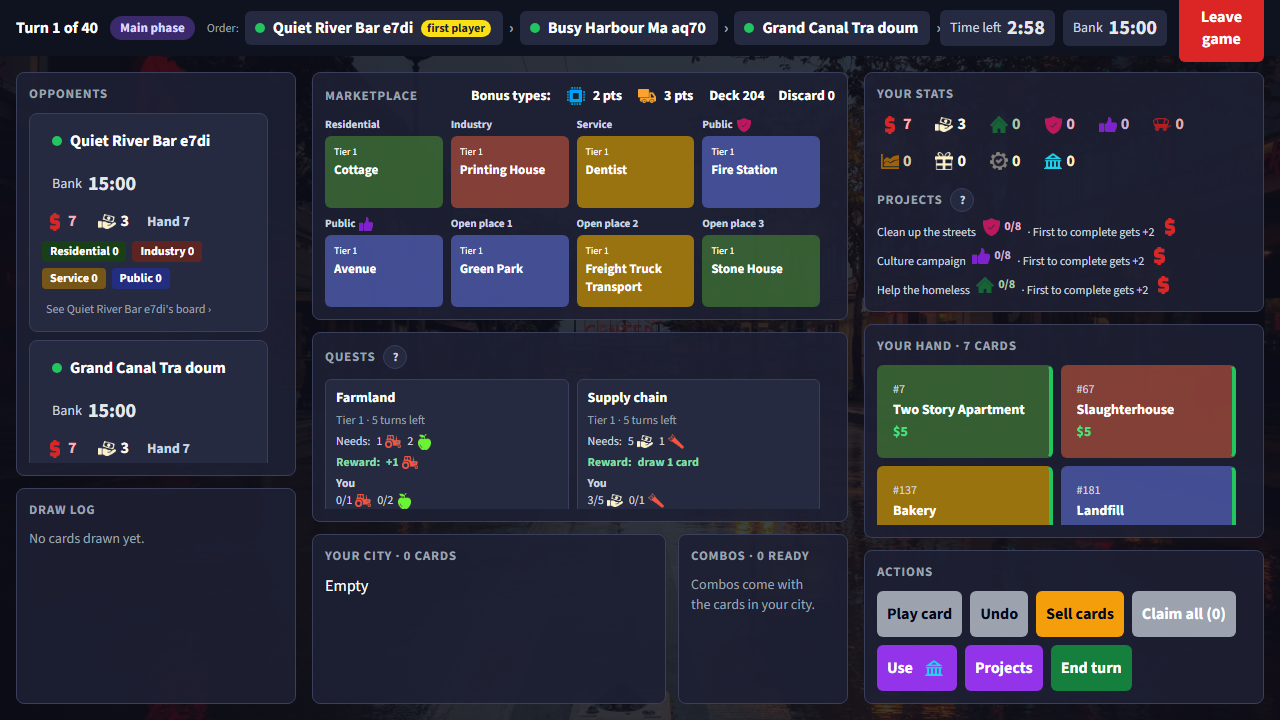 Turn 1 of 40 Main phase Order: Quiet River Bar e7di first player › Busy Harbour Ma aq70 › Grand Canal Tra doum › Time left 2:58 Bank 15:00 Leave game
OPPONENTS
Quiet River Bar e7di
Bank 15:00
7 3 Hand 7
Residential 0 Industry 0
Service 0 Public 0
See Quiet River Bar e7di's board ›
Grand Canal Tra doum
Bank 15:00
7 3 Hand 7
DRAW LOG
No cards drawn yet.
MARKETPLACE Bonus types: 2 pts 3 pts Deck 204 Discard 0
Residential Industry Service Public
Tier 1 Tier 1 Tier 1 Tier 1
Cottage Printing House Dentist Fire Station
Public Open place 1 Open place 2 Open place 3
Tier 1 Tier 1 Tier 1 Tier 1
Avenue Green Park Freight Truck Transport Stone House
QUESTS ?
Farmland
Tier 1 · 5 turns left
Needs: 1 2
Reward: +1
You
0/1 0/2
Supply chain
Tier 1 · 5 turns left
Needs: 5 1
Reward: draw 1 card
You
3/5 0/1
YOUR CITY · 0 CARDS
Empty
COMBOS · 0 READY
Combos come with
the cards in your city.
YOUR STATS
7 3 0 0 0 0
0 0 0 0
PROJECTS ?
Clean up the streets 0/8 · First to complete gets +2
Culture campaign 0/8 · First to complete gets +2
Help the homeless 0/8 · First to complete gets +2
YOUR HAND · 7 CARDS
#7
Two Story Apartment
$5
#67
Slaughterhouse
$5
#137
Bakery
#181
Landfill
ACTIONS
Play card Undo Sell cards Claim all (0)
Use Projects End turn